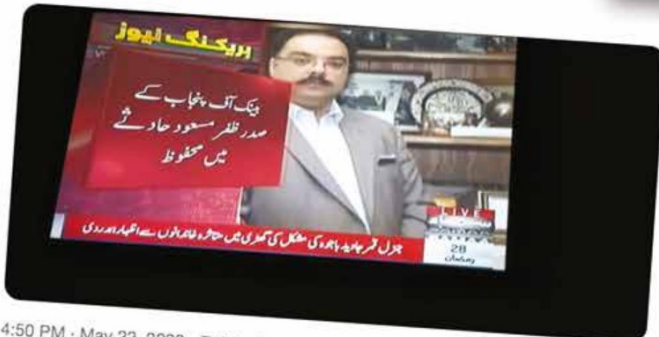 بریکنگ نیوز
بینک آف پنجاب کے
صدر ظفر مسعود حادثے
میں محفوظ
LIVE
28
رمضان
جنرل قمر جاوید باجوہ کی مشکل کی گھڑی میں متاثرہ خاندانوں سے اظہار ہمدردی
4:50 PM · May 22, 2020